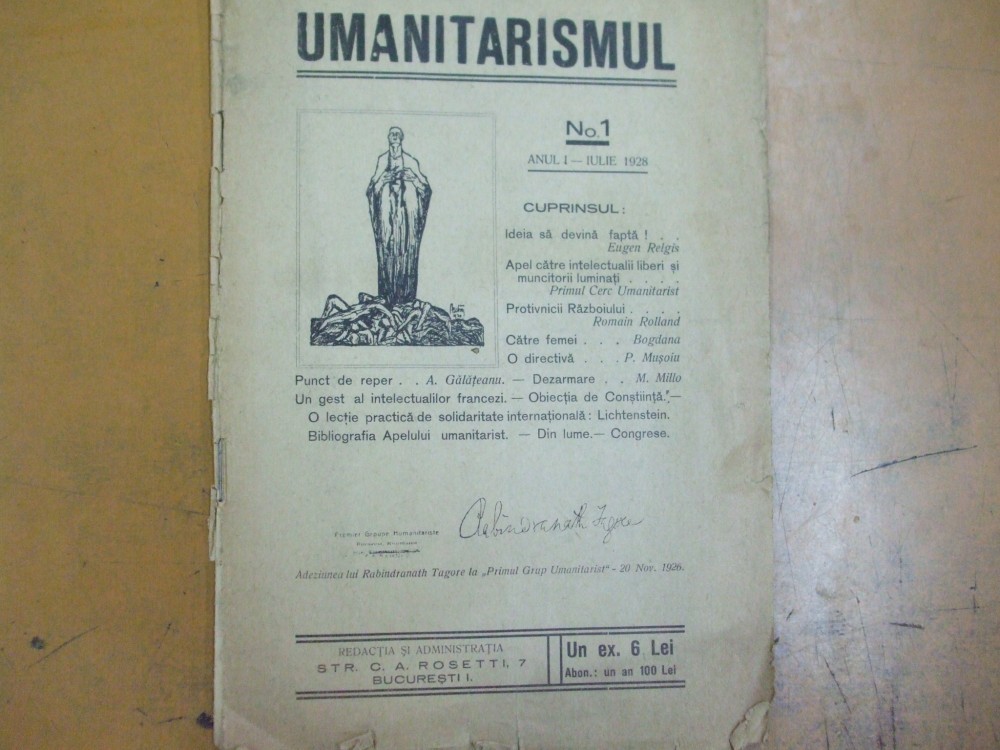 UMANITARISMUL
No. 1
ANUL I — IULIE 1928
CUPRINSUL:
Ideia să devină faptă ! . .
Eugen Relgis
Apel către intelectualii liberi și
muncitorii luminați . . . .
Primul Cerc Umanitarist
Protivnicii Războiului . . . .
Romain Rolland
Către femei . . . Bogdana
O directivă . . . P. Mușoiu
Punct de reper . . A. Gălățeanu. — Dezarmare . . M. Millo
Un gest al intelectualilor francezi. — Obiecția de Conștiință. —
O lecție practică de solidaritate internațională : Lichtenstein.
Bibliografia Apelului umanitarist. — Din lume. — Congrese.
Rabindranath Tagore
Premier Groupe Humanitariste
Adeziunea lui Rabindranath Tagore la „Primul Grup Umanitarist" - 20 Nov. 1926.
REDACȚIA ȘI ADMINISTRAȚIA
STR. C. A. ROSETTI, 7
BUCUREȘTI I.
Un ex. 6 Lei
Abon.: un an 100 Lei